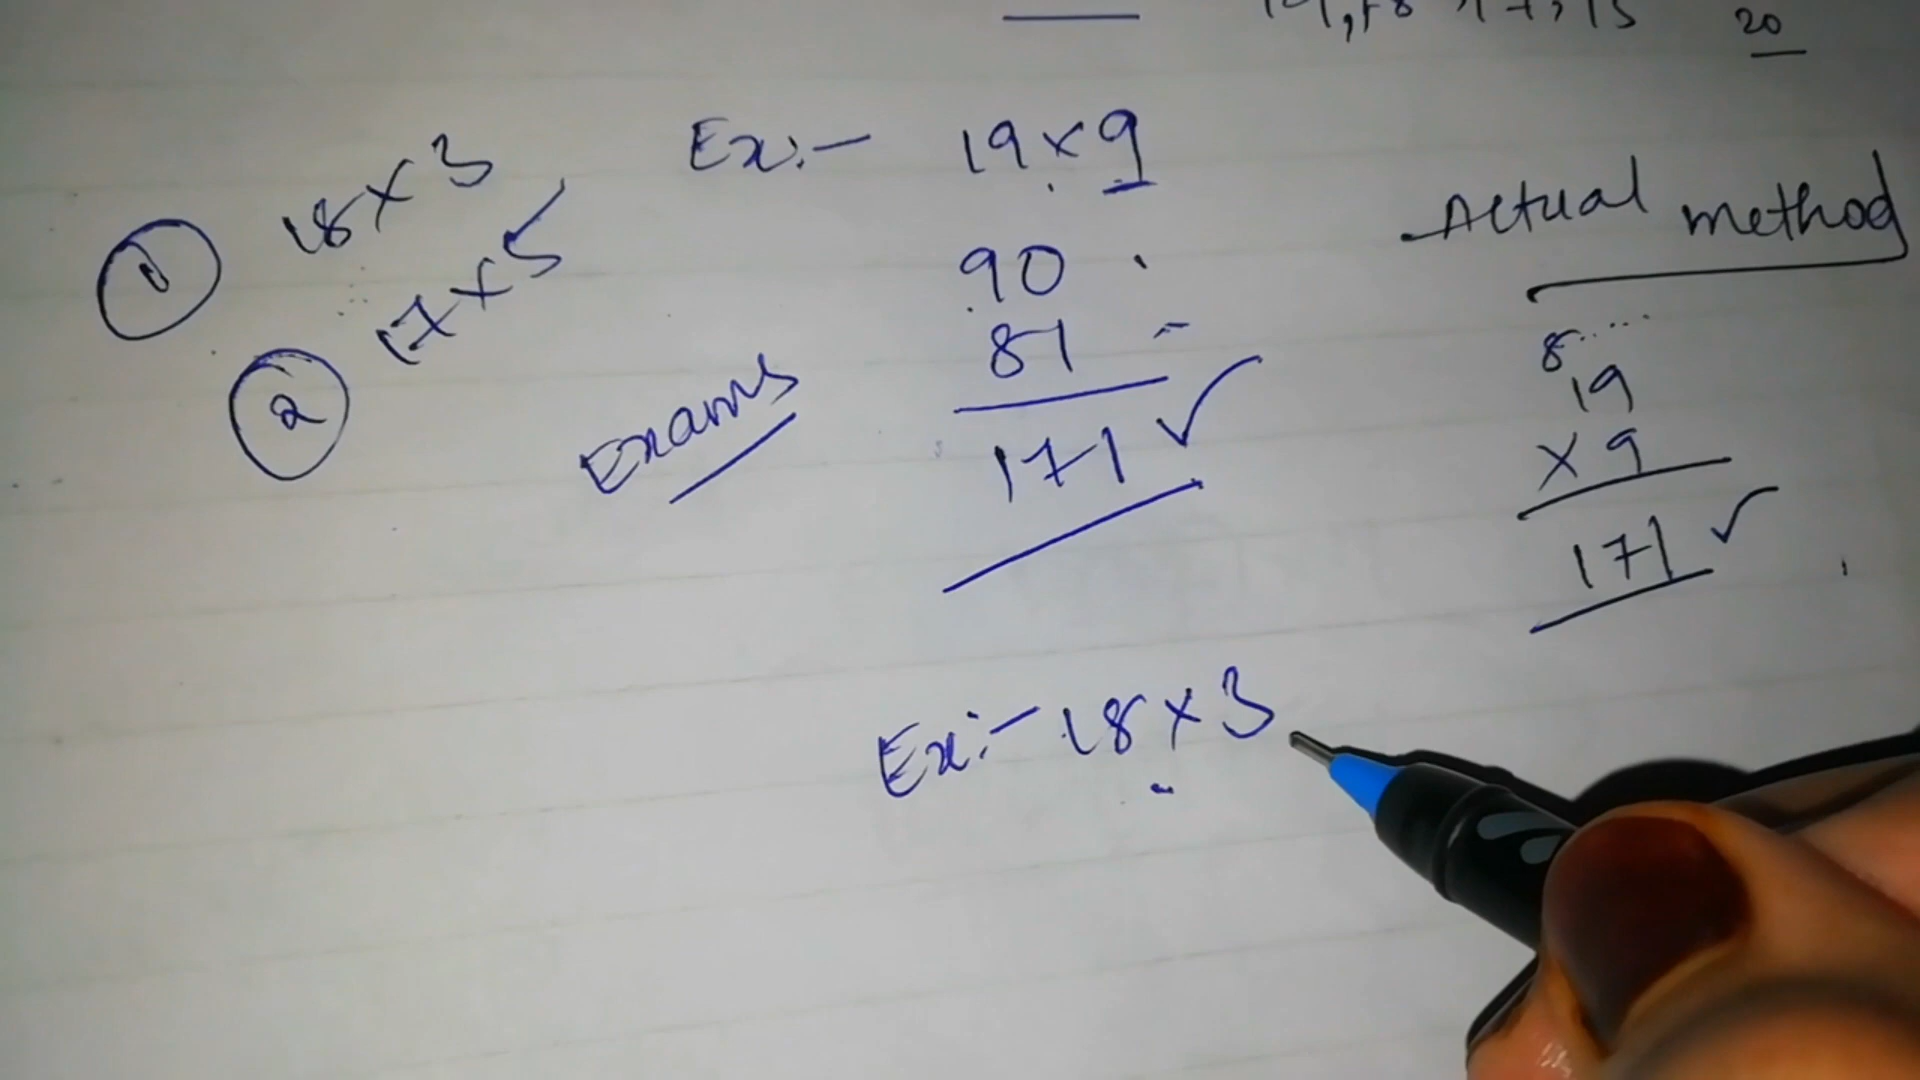 20
Ex:- 19 x 9
① 18 x 3
② 17 x 5
90
81
171
Exams
Actual method
8
19
x 9
171
Ex:- 18 x 3